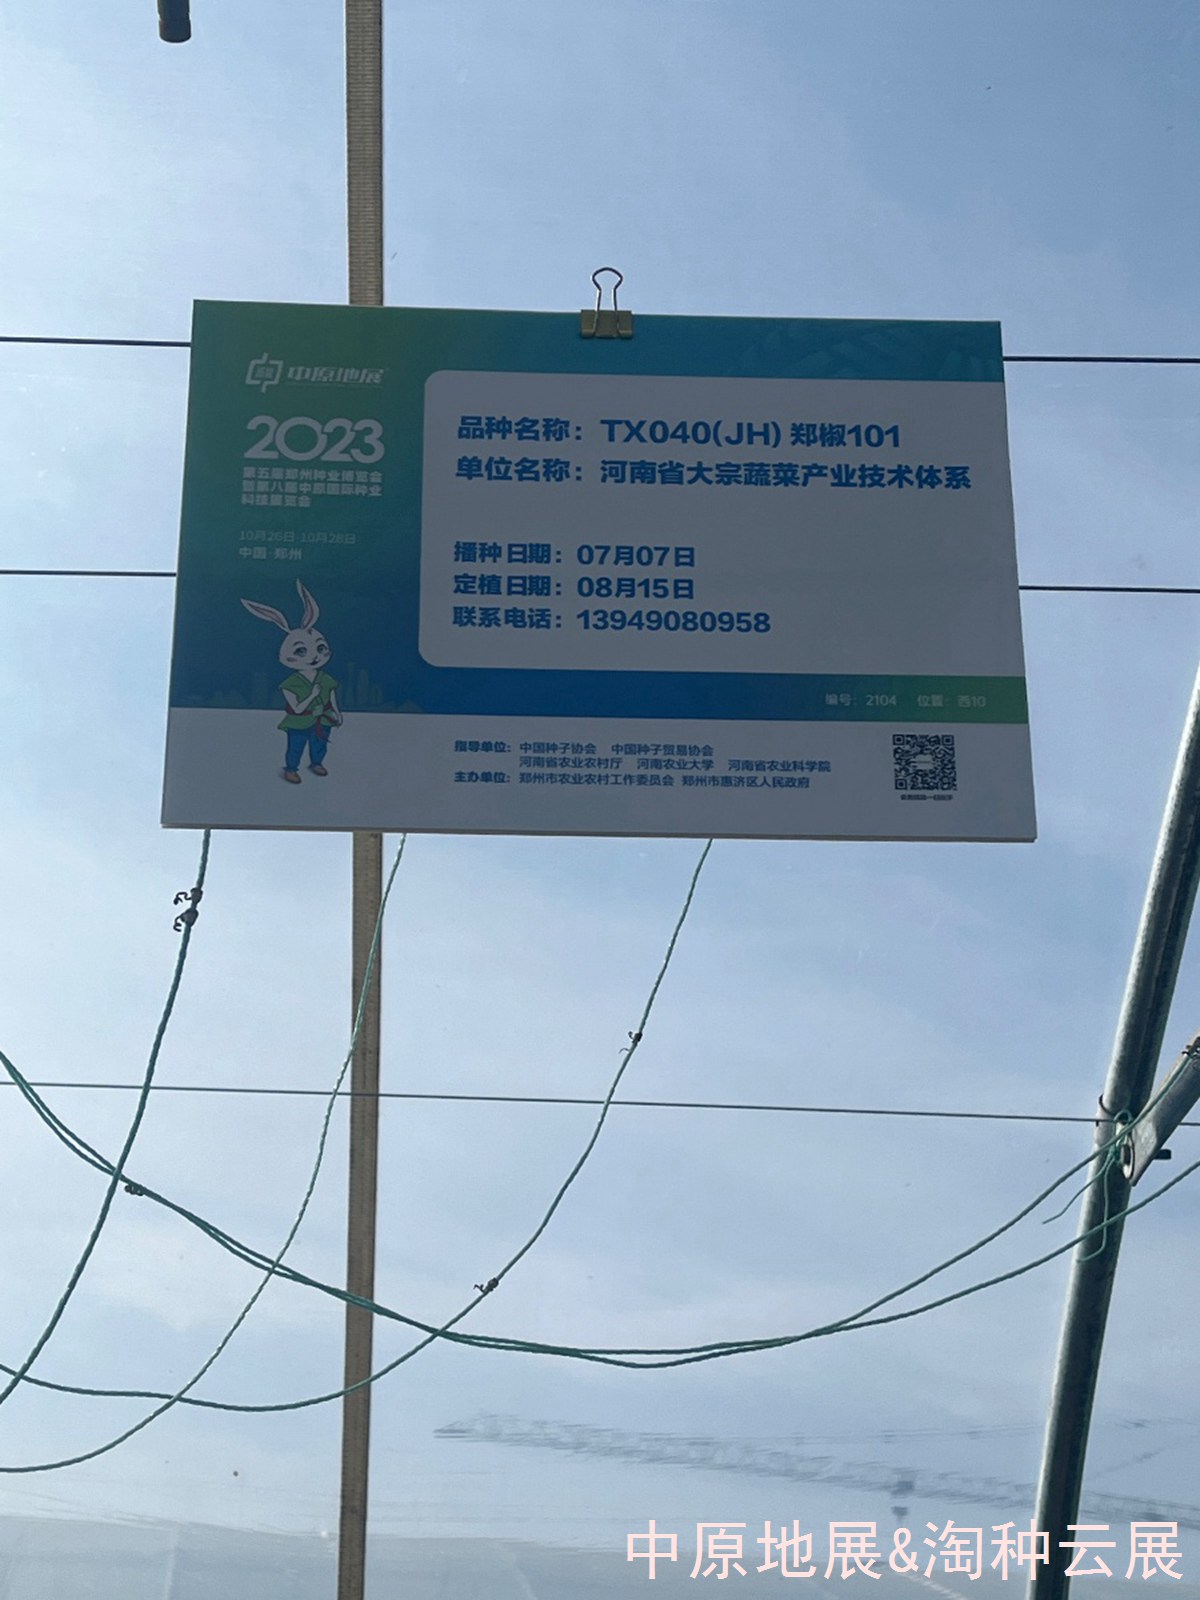 中原地展
2023
第五届郑州种业博览会
暨第八届中原国际种业
科技展览会
10月26日-10月28日
中国·郑州
品种名称：TX040(JH) 郑椒101
单位名称：河南省大宗蔬菜产业技术体系
播种日期：07月07日
定植日期：08月15日
联系电话：13949080958
编号：2104 位置：西10
指导单位：中国种子协会 中国种子贸易协会
河南省农业农村厅 河南农业大学 河南省农业科学院
主办单位：郑州市农业农村工作委员会 郑州市惠济区人民政府
中原地展&淘种云展